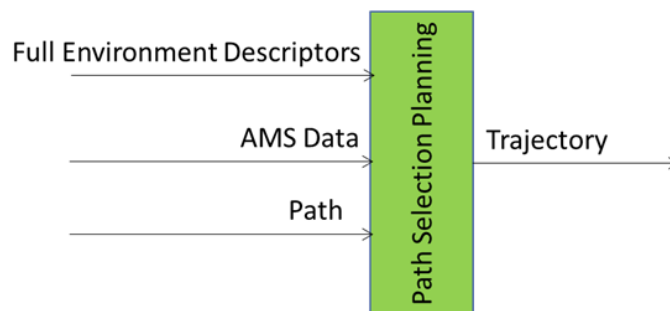 Full Environment Descriptors
AMS Data
Path
Path Selection Planning
Trajectory